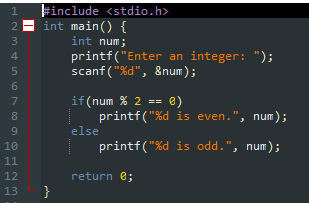 1 #include <stdio.h>
2 int main() {
3     int num;
4     printf("Enter an integer: ");
5     scanf("%d", &num);
6
7     if(num % 2 == 0)
8         printf("%d is even.", num);
9     else
10         printf("%d is odd.", num);
11
12     return 0;
13 }